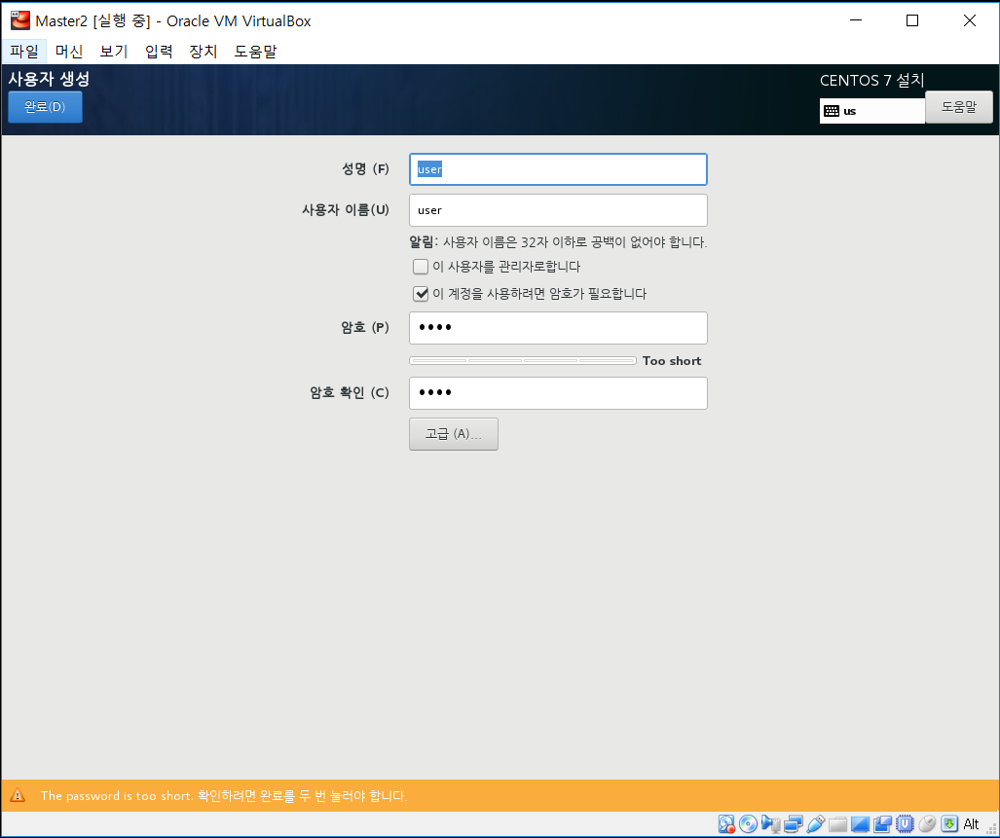 Master2 [실행 중] - Oracle VM VirtualBox
파일 머신 보기 입력 장치 도움말
사용자 생성
CENTOS 7 설치
완료(D)
us
도움말
성명 (F)
user
사용자 이름(U)
user
알림: 사용자 이름은 32자 이하로 공백이 없어야 합니다.
이 사용자를 관리자로합니다
이 계정을 사용하려면 암호가 필요합니다
암호 (P)
••••
Too short
암호 확인 (C)
••••
고급 (A)...
The password is too short. 확인하려면 완료를 두 번 눌러야 합니다.
Alt